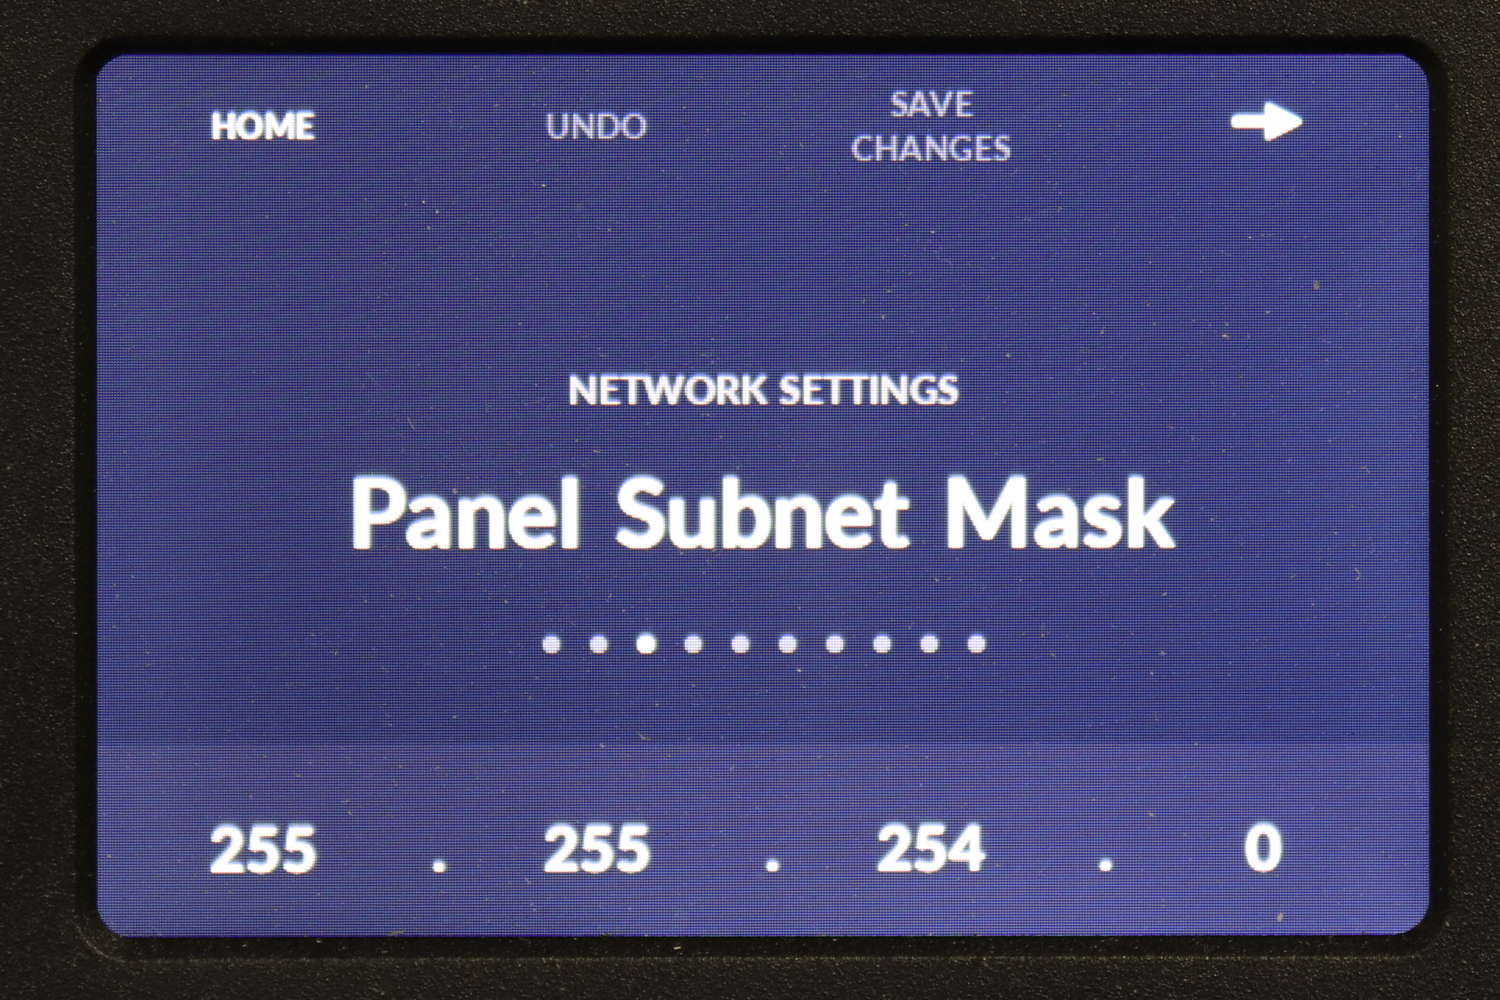 HOME UNDO SAVE CHANGES
NETWORK SETTINGS
Panel Subnet Mask
255 . 255 . 254 . 0